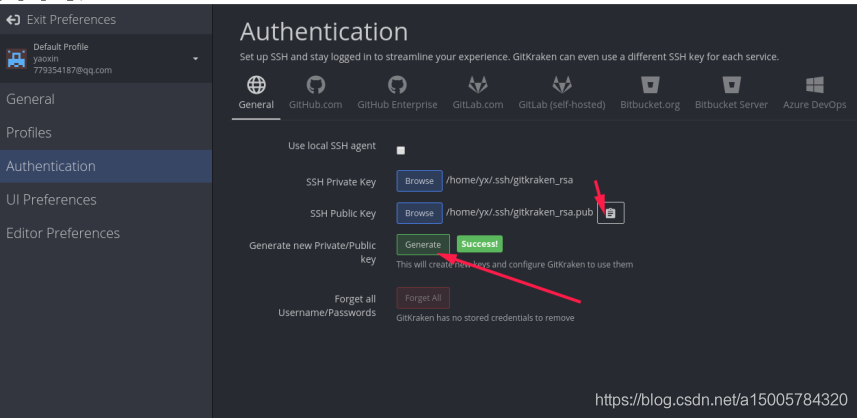 Exit Preferences
Default Profile
yaoxin
779354187@qq.com
General
Profiles
Authentication
UI Preferences
Editor Preferences
Authentication
Set up SSH and stay logged in to streamline your experience. GitKraken can even use a different SSH key for each service.
General GitHub.com GitHub Enterprise GitLab.com GitLab (self-hosted) Bitbucket.org Bitbucket Server Azure DevOps
Use local SSH agent
SSH Private Key Browse /home/yx/.ssh/gitkraken_rsa
SSH Public Key Browse /home/yx/.ssh/gitkraken_rsa.pub
Generate new Private/Public key Generate Success!
This will create new keys and configure GitKraken to use them
Forget all Username/Passwords Forget All
GitKraken has no stored credentials to remove
https://blog.csdn.net/a15005784320